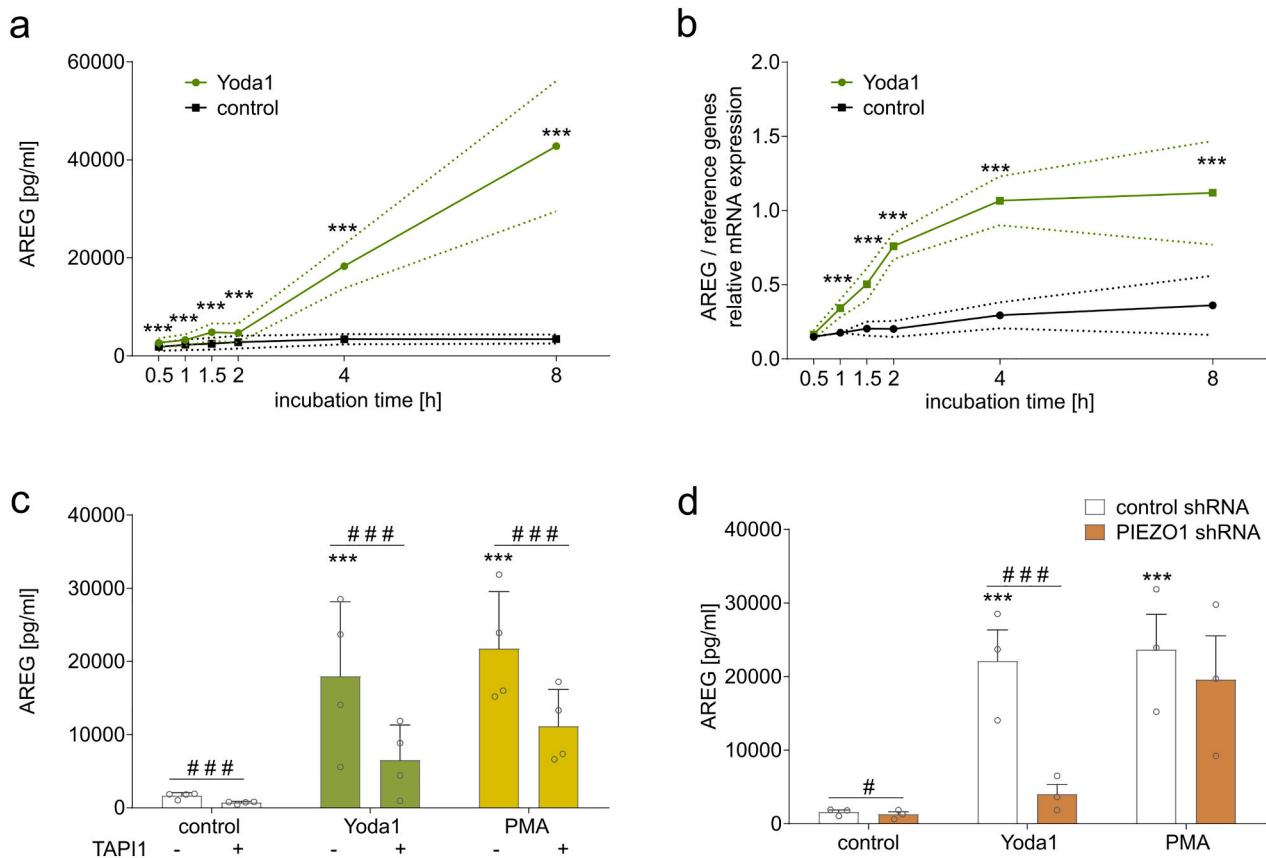 a
AREG [pg/ml]
60000
40000
20000
0
Yoda1
control
***
***
***
***
***
***
0.5 1 1.5 2 4 8
incubation time [h]
b
AREG / reference genes
relative mRNA expression
2.0
1.5
1.0
0.5
0.0
Yoda1
control
***
***
***
***
***
0.5 1 1.5 2 4 8
incubation time [h]
c
AREG [pg/ml]
40000
30000
20000
10000
0
# # #
# # #
# # #
***
***
control Yoda1 PMA
TAPI1 - + - + - +
d
control shRNA
PIEZO1 shRNA
AREG [pg/ml]
40000
30000
20000
10000
0
#
# # #
***
***
control Yoda1 PMA